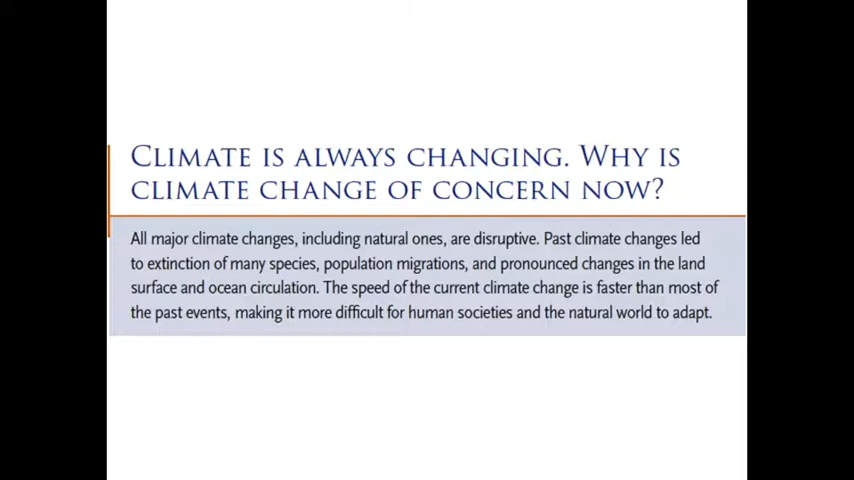 CLIMATE IS ALWAYS CHANGING. WHY IS
CLIMATE CHANGE OF CONCERN NOW?
All major climate changes, including natural ones, are disruptive. Past climate changes led
to extinction of many species, population migrations, and pronounced changes in the land
surface and ocean circulation. The speed of the current climate change is faster than most of
the past events, making it more difficult for human societies and the natural world to adapt.